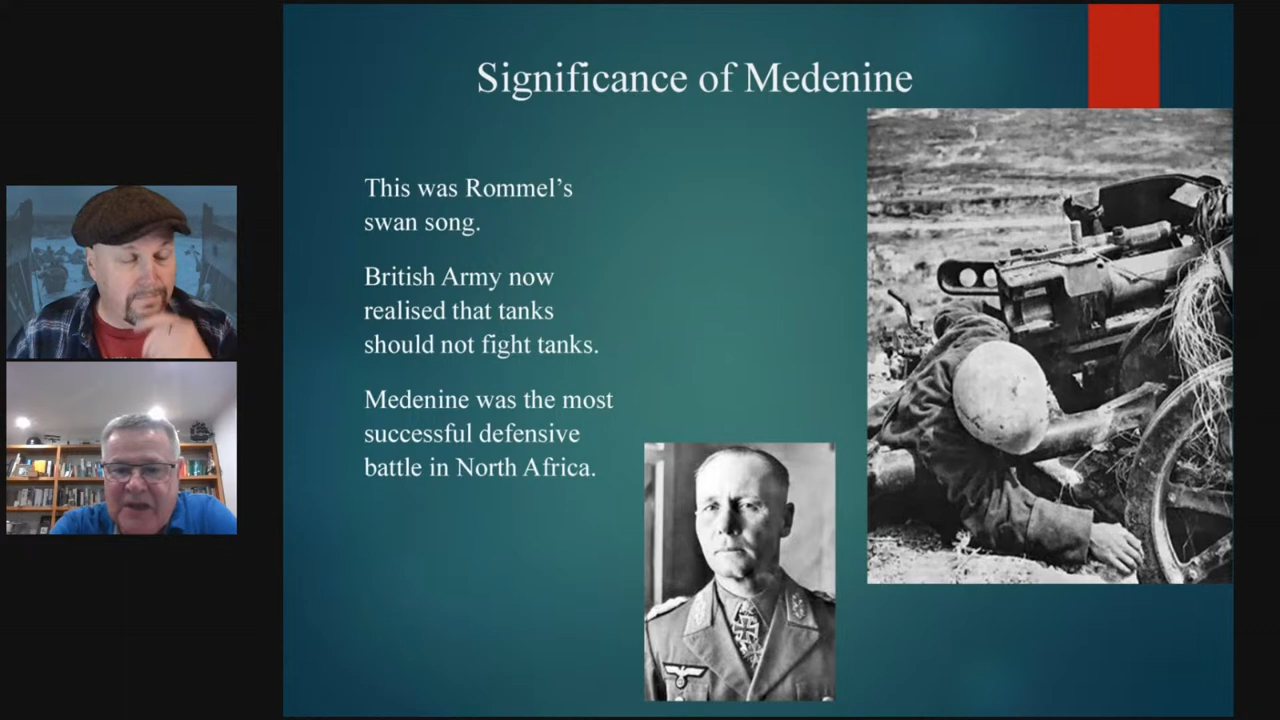 Significance of Medenine
This was Rommel’s
swan song.
British Army now
realised that tanks
should not fight tanks.
Medenine was the most
successful defensive
battle in North Africa.